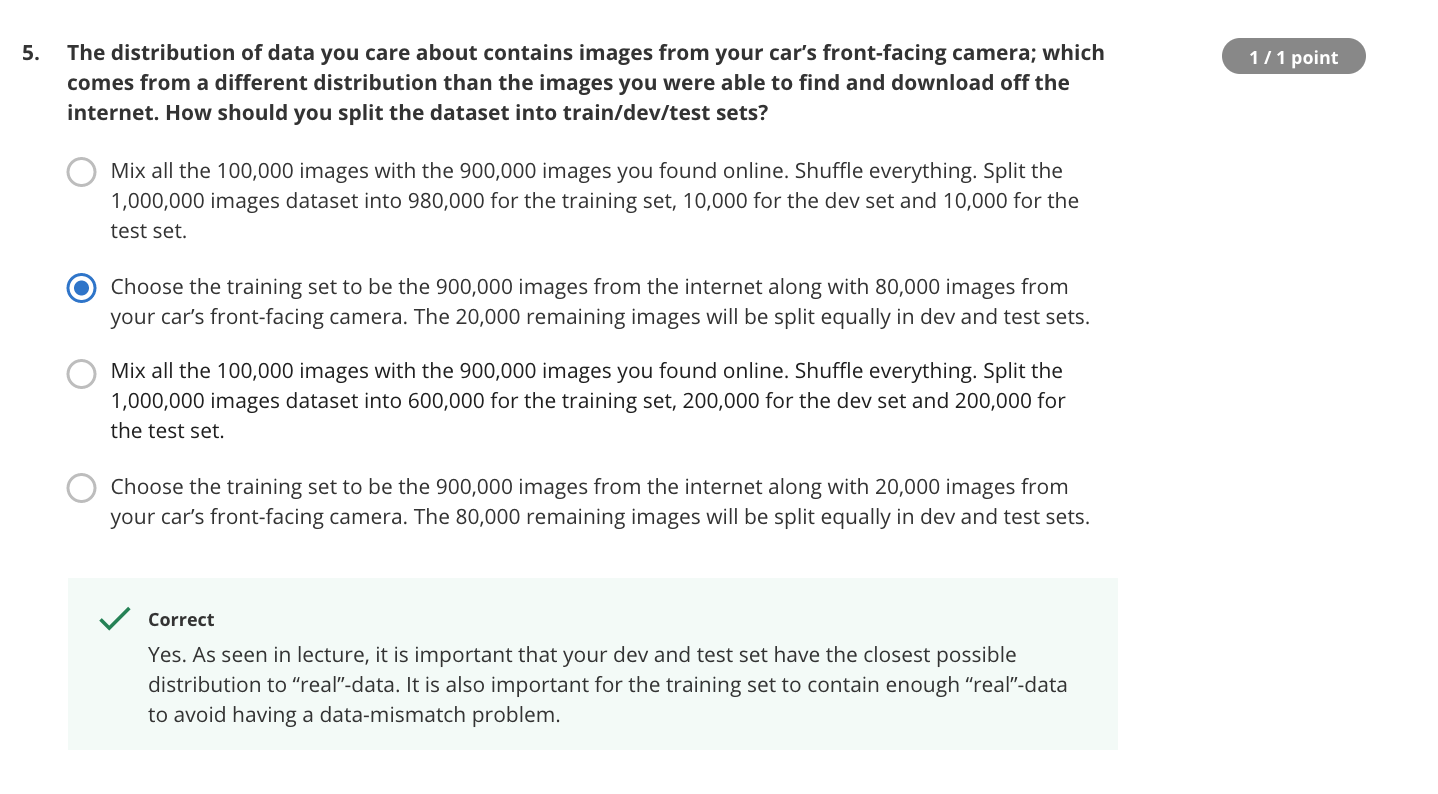 5. The distribution of data you care about contains images from your car’s front-facing camera; which
comes from a different distribution than the images you were able to find and download off the
internet. How should you split the dataset into train/dev/test sets?
1 / 1 point
Mix all the 100,000 images with the 900,000 images you found online. Shuffle everything. Split the
1,000,000 images dataset into 980,000 for the training set, 10,000 for the dev set and 10,000 for the
test set.
Choose the training set to be the 900,000 images from the internet along with 80,000 images from
your car’s front-facing camera. The 20,000 remaining images will be split equally in dev and test sets.
Mix all the 100,000 images with the 900,000 images you found online. Shuffle everything. Split the
1,000,000 images dataset into 600,000 for the training set, 200,000 for the dev set and 200,000 for
the test set.
Choose the training set to be the 900,000 images from the internet along with 20,000 images from
your car’s front-facing camera. The 80,000 remaining images will be split equally in dev and test sets.
Correct
Yes. As seen in lecture, it is important that your dev and test set have the closest possible
distribution to “real”-data. It is also important for the training set to contain enough “real”-data
to avoid having a data-mismatch problem.